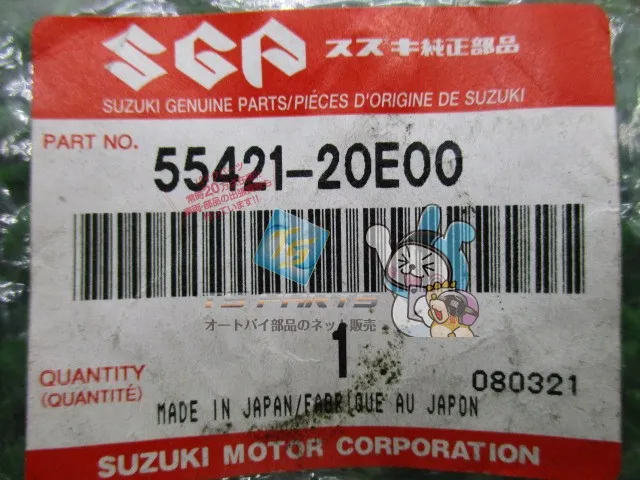 SGP スズキ純正部品
SUZUKI GENUINE PARTS/PIÈCES D'ORIGINE DE SUZUKI
PART NO.
55421-20E00
TS PARTS
オートバイ部品のネット販売
1
QUANTITY
(QUANTITÉ)
080321
MADE IN JAPAN/FABRIQUE AU JAPON
SUZUKI MOTOR CORPORATION